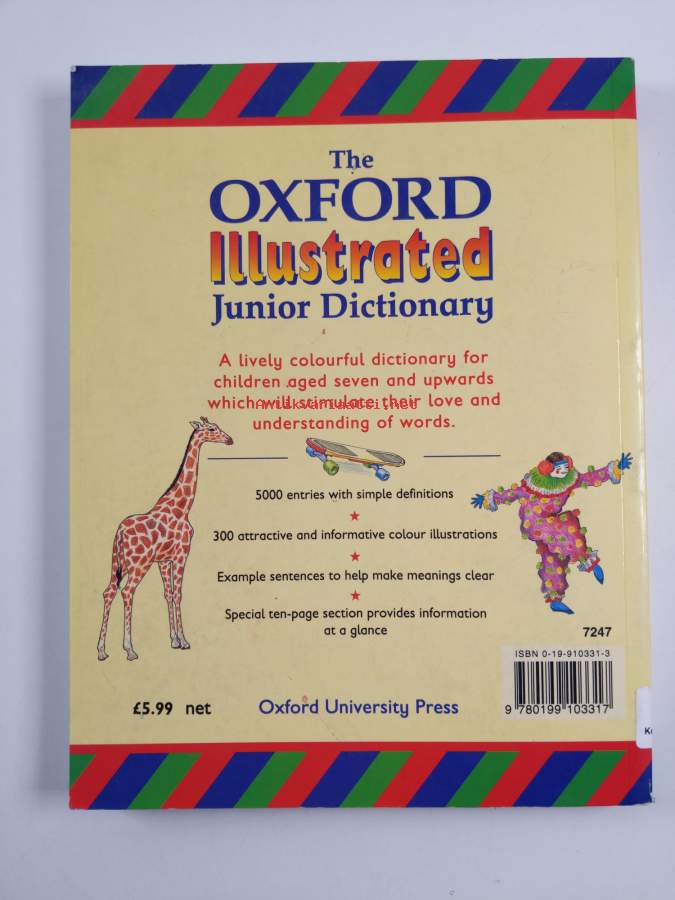 The
OXFORD
Illustrated
Junior Dictionary
A lively colourful dictionary for
children aged seven and upwards
which will stimulate their love and
understanding of words.
5000 entries with simple definitions
300 attractive and informative colour illustrations
Example sentences to help make meanings clear
Special ten-page section provides information
at a glance
7247
ISBN 0-19-910331-3
9 780199 103317
£5.99 net
Oxford University Press